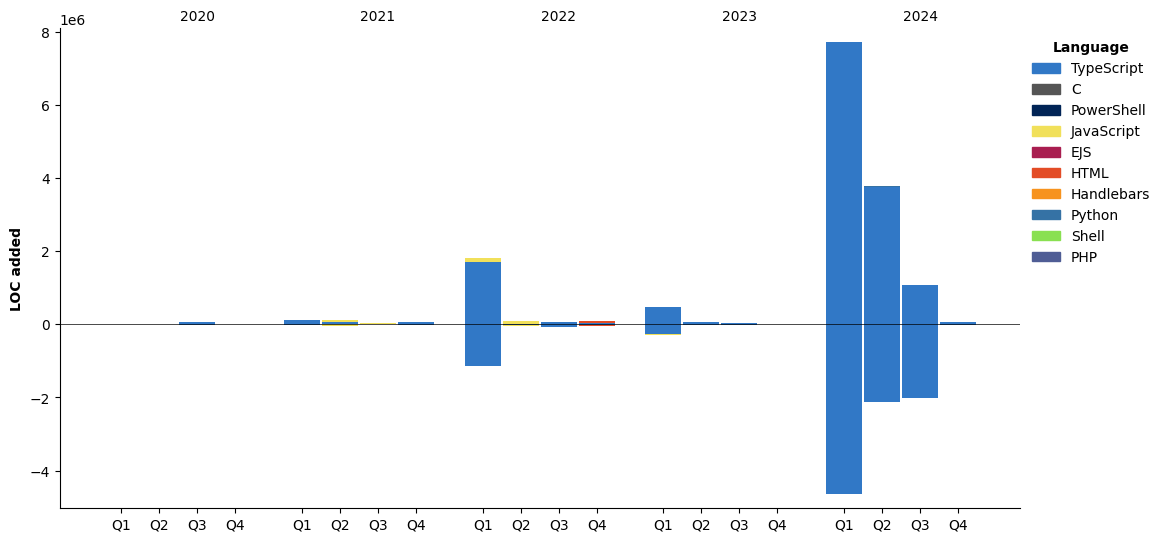 1e6
2020 2021 2022 2023 2024
8
6
4
2
0
−2
−4
LOC added
Q1 Q2 Q3 Q4 Q1 Q2 Q3 Q4 Q1 Q2 Q3 Q4 Q1 Q2 Q3 Q4 Q1 Q2 Q3 Q4
Language
TypeScript
C
PowerShell
JavaScript
EJS
HTML
Handlebars
Python
Shell
PHP